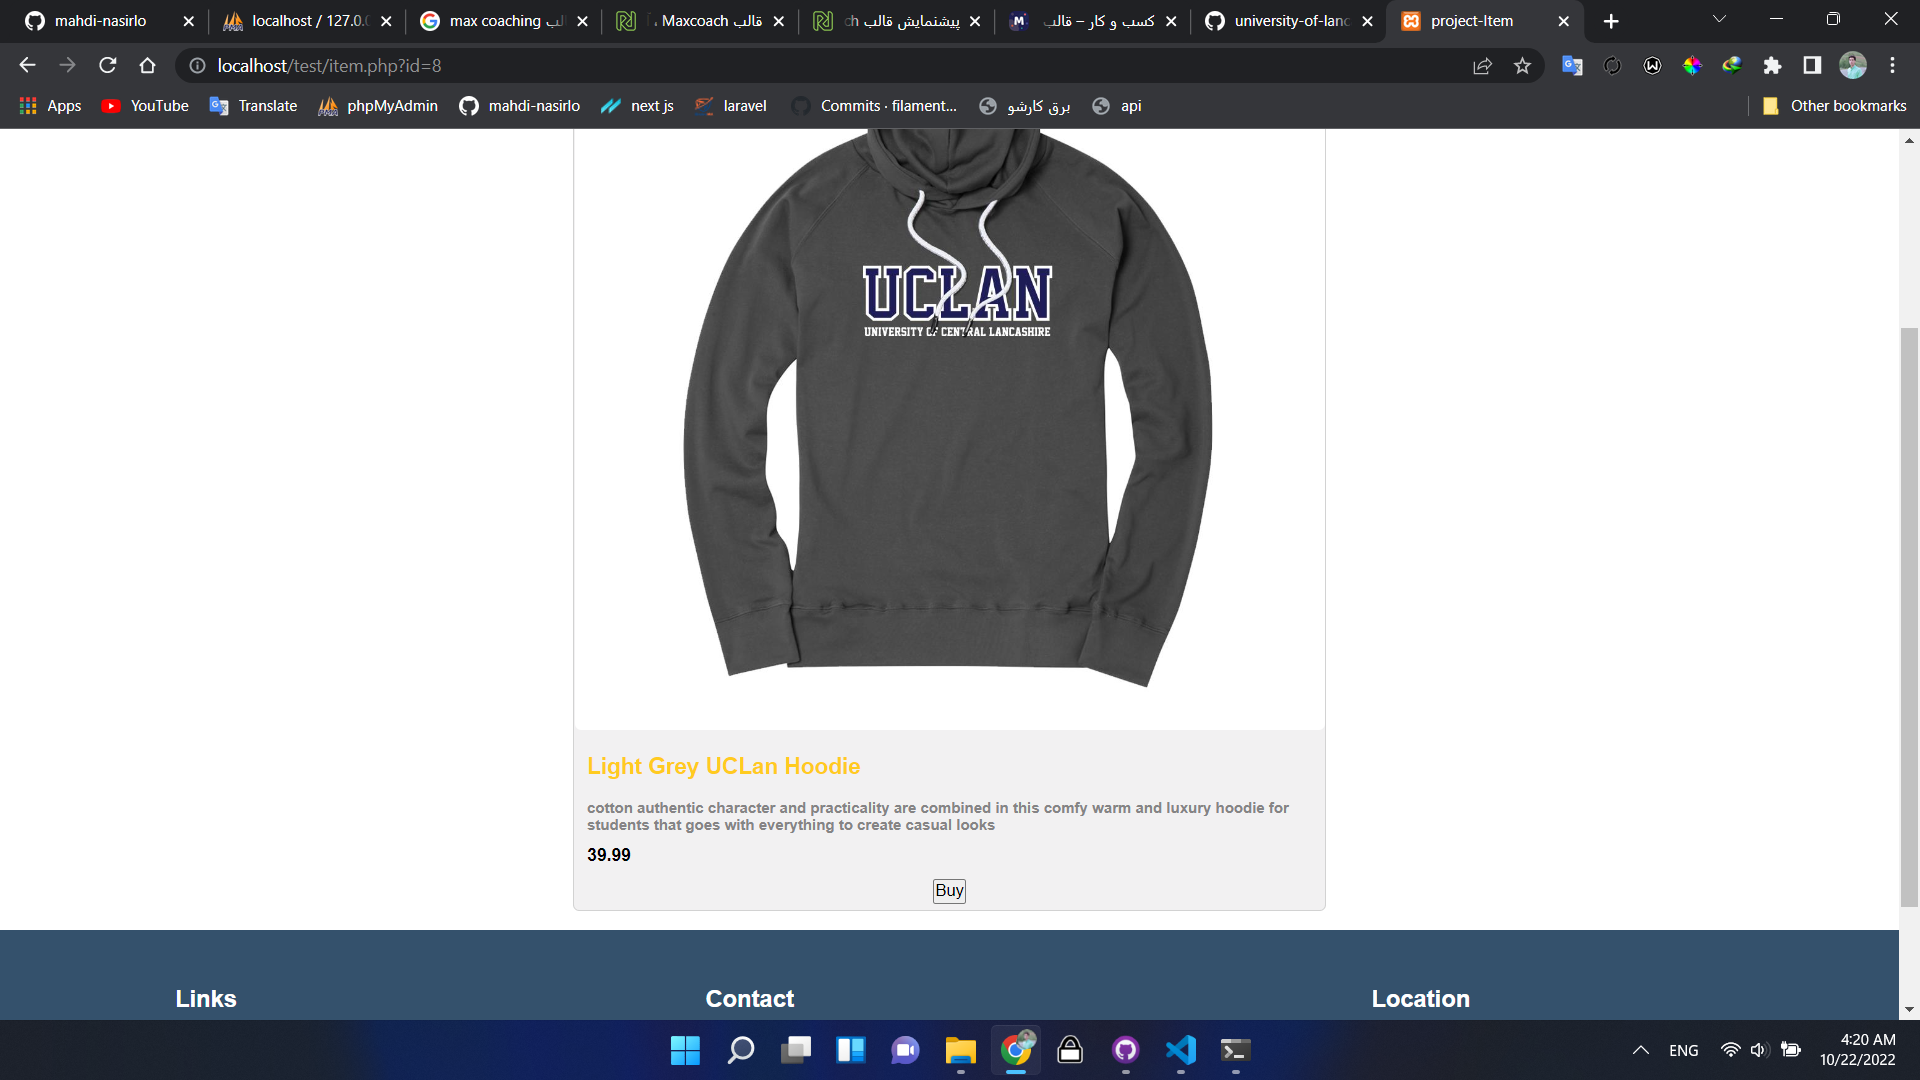 mahdi-nasirlo
localhost / 127.0.0
max coaching قالب
قالب Maxcoach
پیشنمایش قالب
کسب و کار – قالب
university-of-lanc
project-Item
localhost/test/item.php?id=8
Apps
YouTube
Translate
phpMyAdmin
mahdi-nasirlo
next js
laravel
Commits · filament...
برق کارشو
api
Other bookmarks
UCLAN
UNIVERSITY OF CENTRAL LANCASHIRE
Light Grey UCLan Hoodie
cotton authentic character and practicality are combined in this comfy warm and luxury hoodie for
students that goes with everything to create casual looks
39.99
Buy
Links
Contact
Location
ENG
4:20 AM
10/22/2022